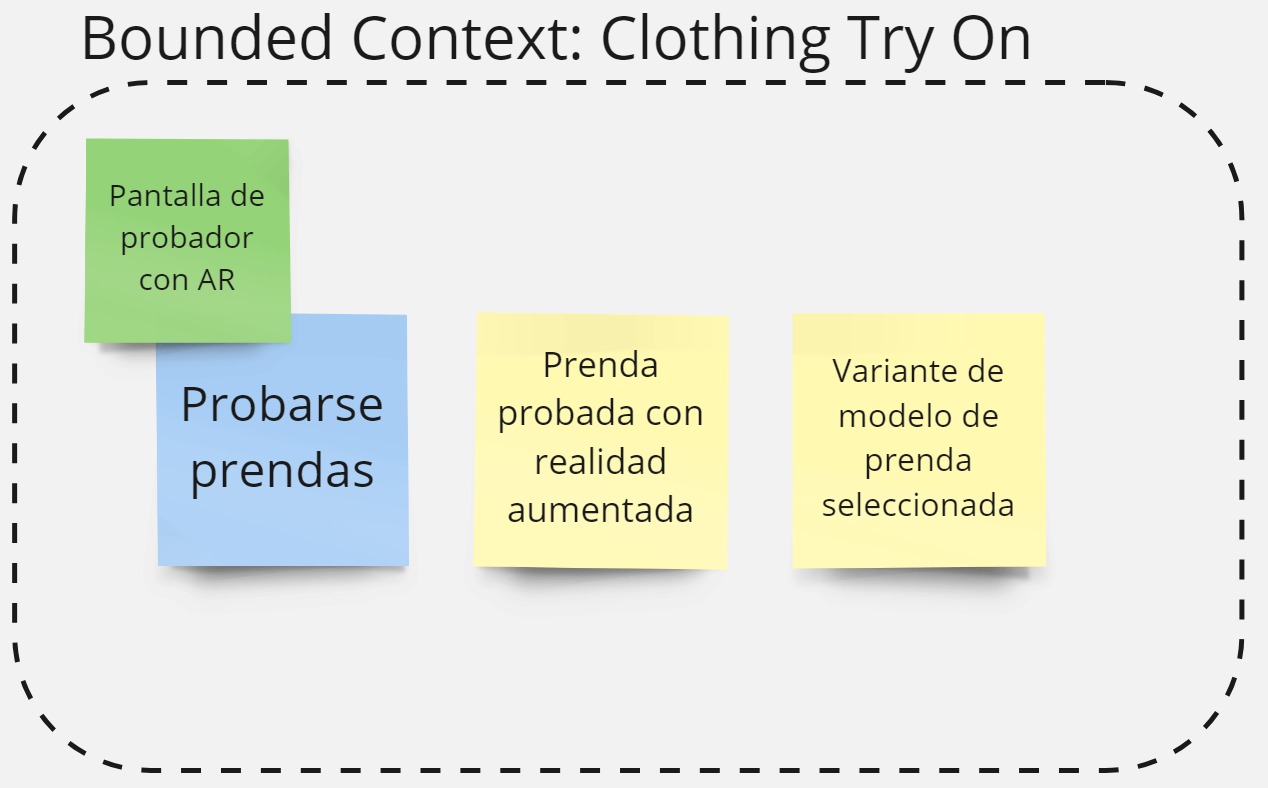 Bounded Context: Clothing Try On
Pantalla de
probador
con AR
Probarse
prendas
Prenda
probada con
realidad
aumentada
Variante de
modelo de
prenda
seleccionada